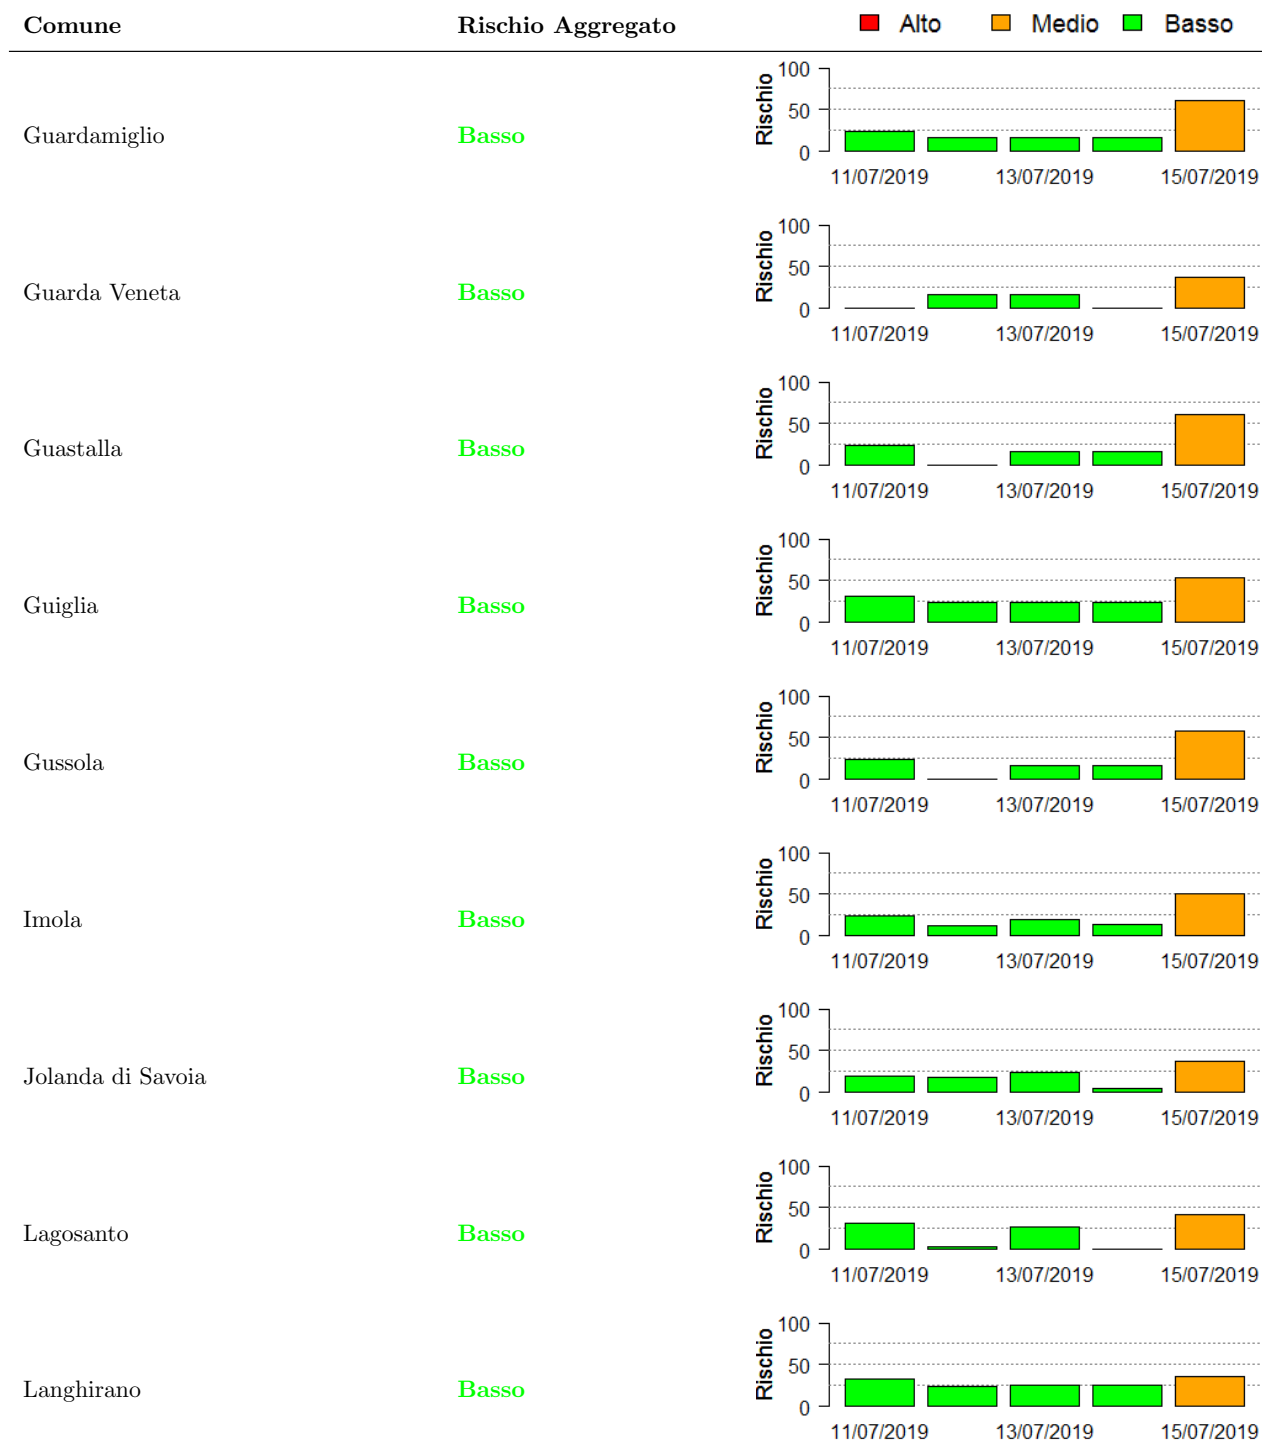 Comune Rischio Aggregato Alto Medio Basso
100
50
0
Rischio
Guardamiglio Basso
11/07/2019 13/07/2019 15/07/2019
100
50
0
Rischio
Guarda Veneta Basso
11/07/2019 13/07/2019 15/07/2019
100
50
0
Rischio
Guastalla Basso
11/07/2019 13/07/2019 15/07/2019
100
50
0
Rischio
Guiglia Basso
11/07/2019 13/07/2019 15/07/2019
100
50
0
Rischio
Gussola Basso
11/07/2019 13/07/2019 15/07/2019
100
50
0
Rischio
Imola Basso
11/07/2019 13/07/2019 15/07/2019
100
50
0
Rischio
Jolanda di Savoia Basso
11/07/2019 13/07/2019 15/07/2019
100
50
0
Rischio
Lagosanto Basso
11/07/2019 13/07/2019 15/07/2019
100
50
0
Rischio
Langhirano Basso
11/07/2019 13/07/2019 15/07/2019